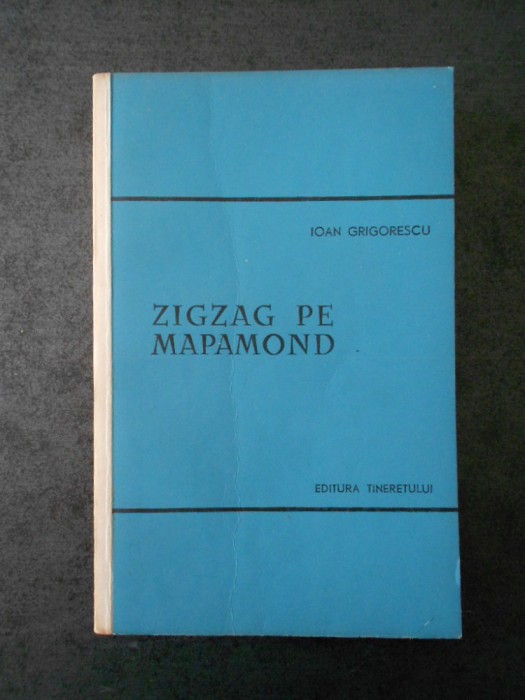 IOAN GRIGORESCU
ZIGZAG PE
MAPAMOND
EDITURA TINERETULUI